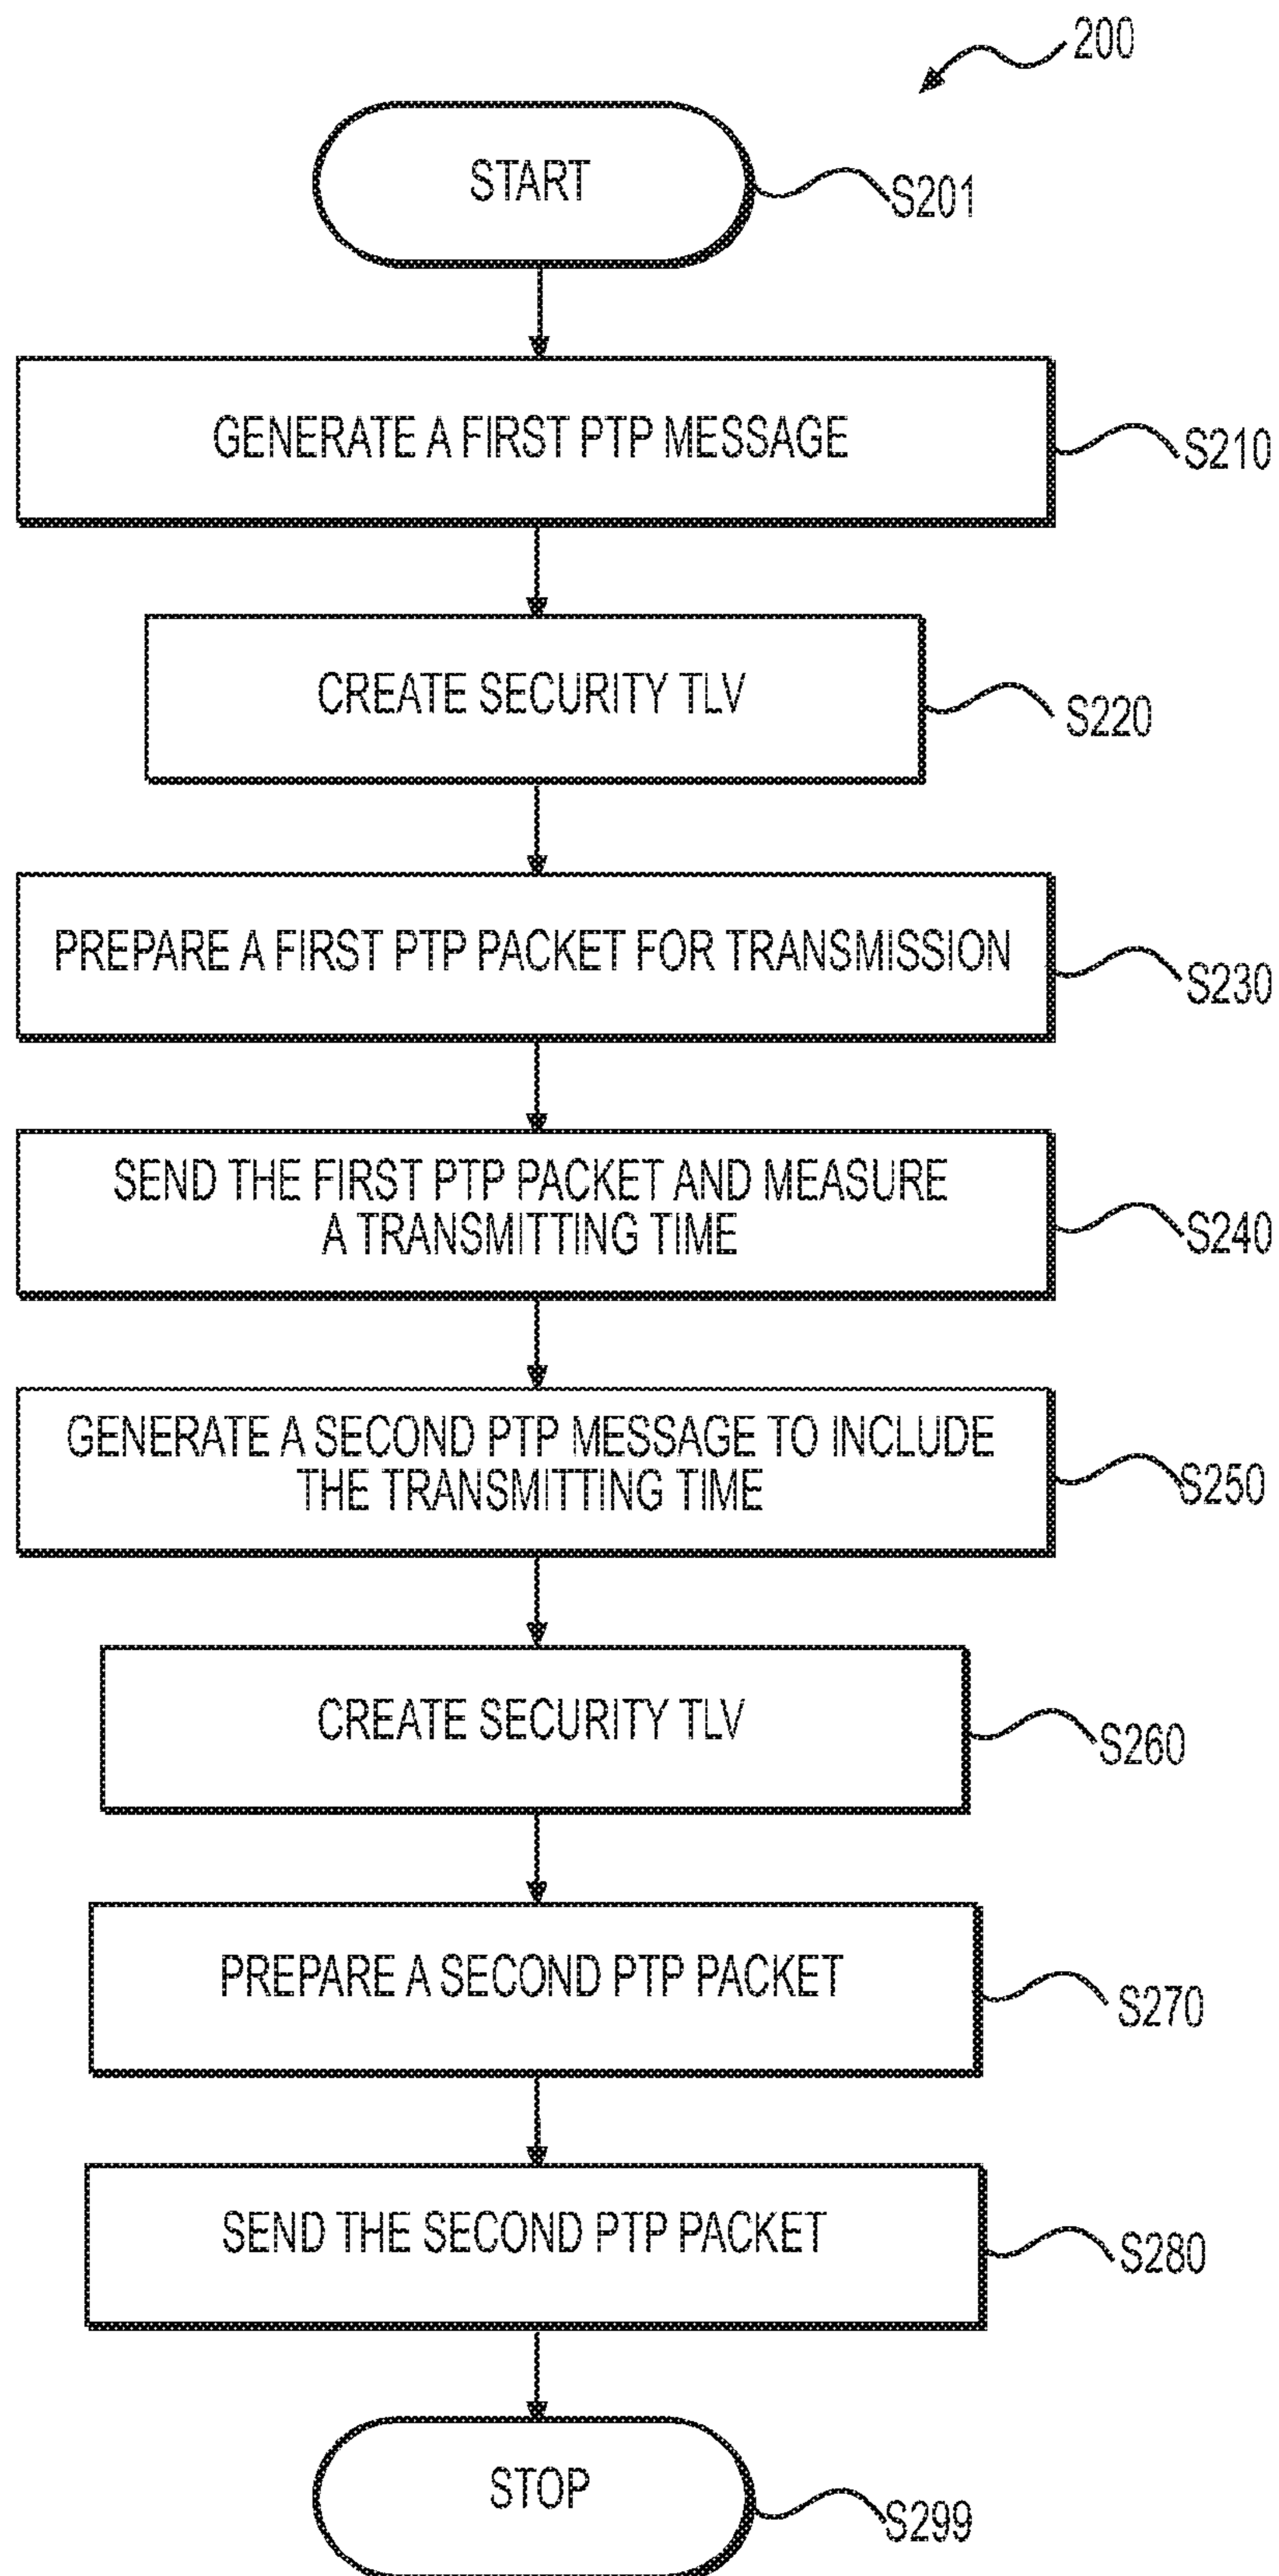 200
START
S201
GENERATE A FIRST PTP MESSAGE
S210
CREATE SECURITY TLV
S220
PREPARE A FIRST PTP PACKET FOR TRANSMISSION
S230
SEND THE FIRST PTP PACKET AND MEASURE
A TRANSMITTING TIME
S240
GENERATE A SECOND PTP MESSAGE TO INCLUDE
THE TRANSMITTING TIME
S250
CREATE SECURITY TLV
S260
PREPARE A SECOND PTP PACKET
S270
SEND THE SECOND PTP PACKET
S280
STOP
S299